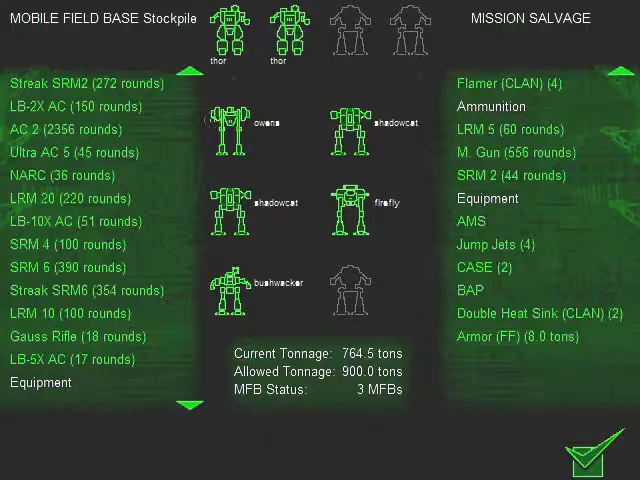 MOBILE FIELD BASE Stockpile
MISSION SALVAGE
thor
thor
owens
shadowcat
shadowcat
firefly
bushwacker
Streak SRM2 (272 rounds)
LB-2X AC (150 rounds)
AC 2 (2356 rounds)
Ultra AC 5 (45 rounds)
NARC (36 rounds)
LRM 20 (220 rounds)
LB-10X AC (51 rounds)
SRM 4 (100 rounds)
SRM 6 (390 rounds)
Streak SRM6 (354 rounds)
LRM 10 (100 rounds)
Gauss Rifle (18 rounds)
LB-5X AC (17 rounds)
Equipment
Current Tonnage: 764.5 tons
Allowed Tonnage: 900.0 tons
MFB Status: 3 MFBs
Flamer (CLAN) (4)
Ammunition
LRM 5 (60 rounds)
M. Gun (556 rounds)
SRM 2 (44 rounds)
Equipment
AMS
Jump Jets (4)
CASE (2)
BAP
Double Heat Sink (CLAN) (2)
Armor (FF) (8.0 tons)